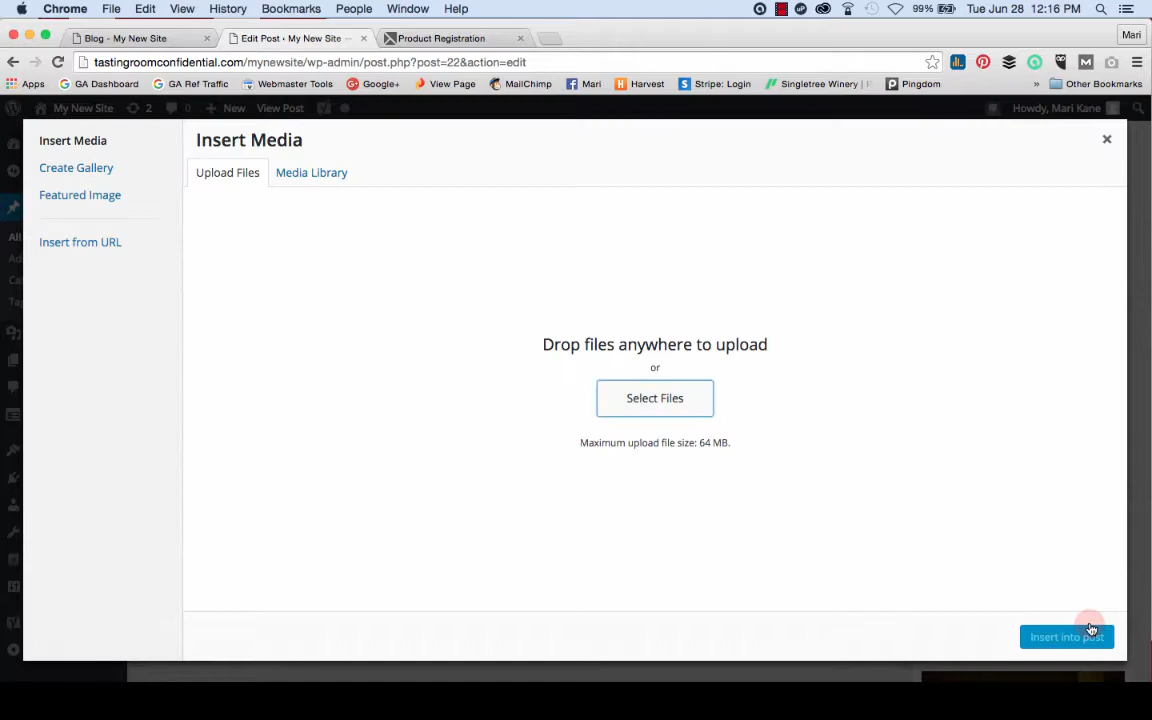 Chrome File Edit View History Bookmarks People Window Help 99% Tue Jun 28 12:16 PM
Blog - My New Site Edit Post ‹ My New Site — Product Registration Mari
tastingroomconfidential.com/mynewsite/wp-admin/post.php?post=22&action=edit
Apps GA Dashboard GA Ref Traffic Webmaster Tools Google+ View Page MailChimp Mari Harvest Stripe: Login Singletree Winery | Pingdom » Other Bookmarks
My New Site 2 0 New View Post Howdy, Mari Kane
Insert Media
Create Gallery
Featured Image
Insert from URL
Insert Media
Upload Files Media Library
Drop files anywhere to upload
or
Select Files
Maximum upload file size: 64 MB.
Insert into post